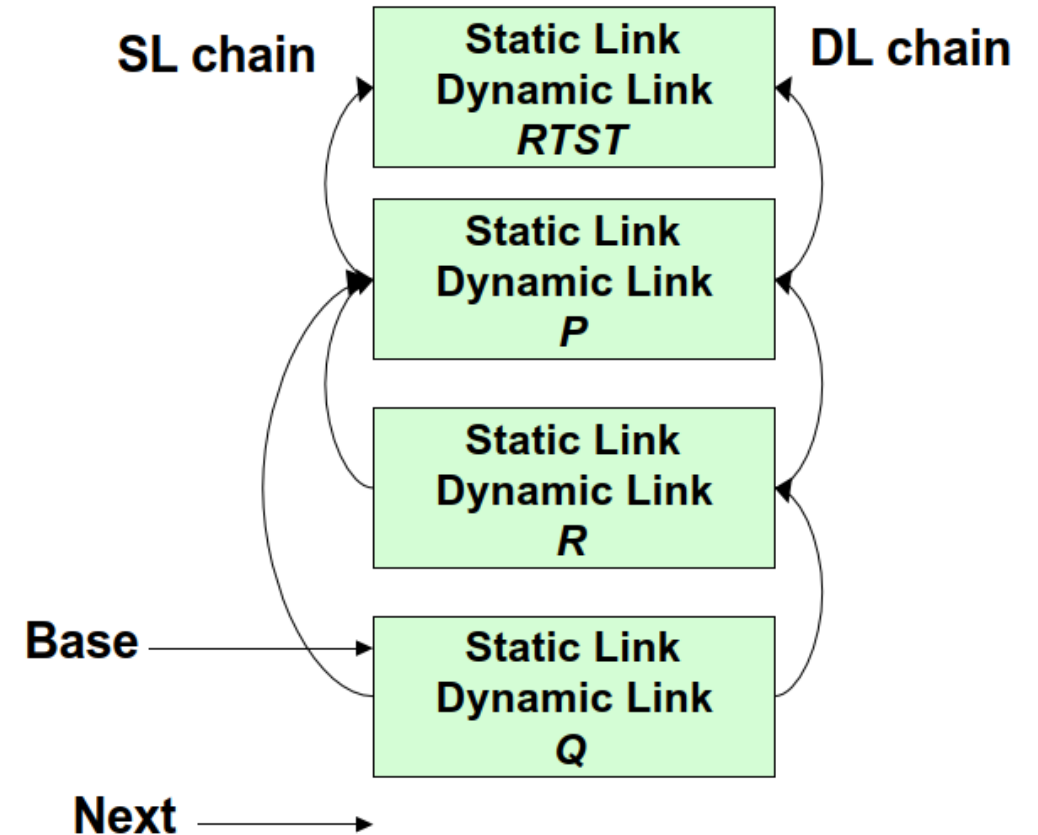 SL chain
DL chain
Static Link
Dynamic Link
RTST
Static Link
Dynamic Link
P
Static Link
Dynamic Link
R
Base
Static Link
Dynamic Link
Q
Next